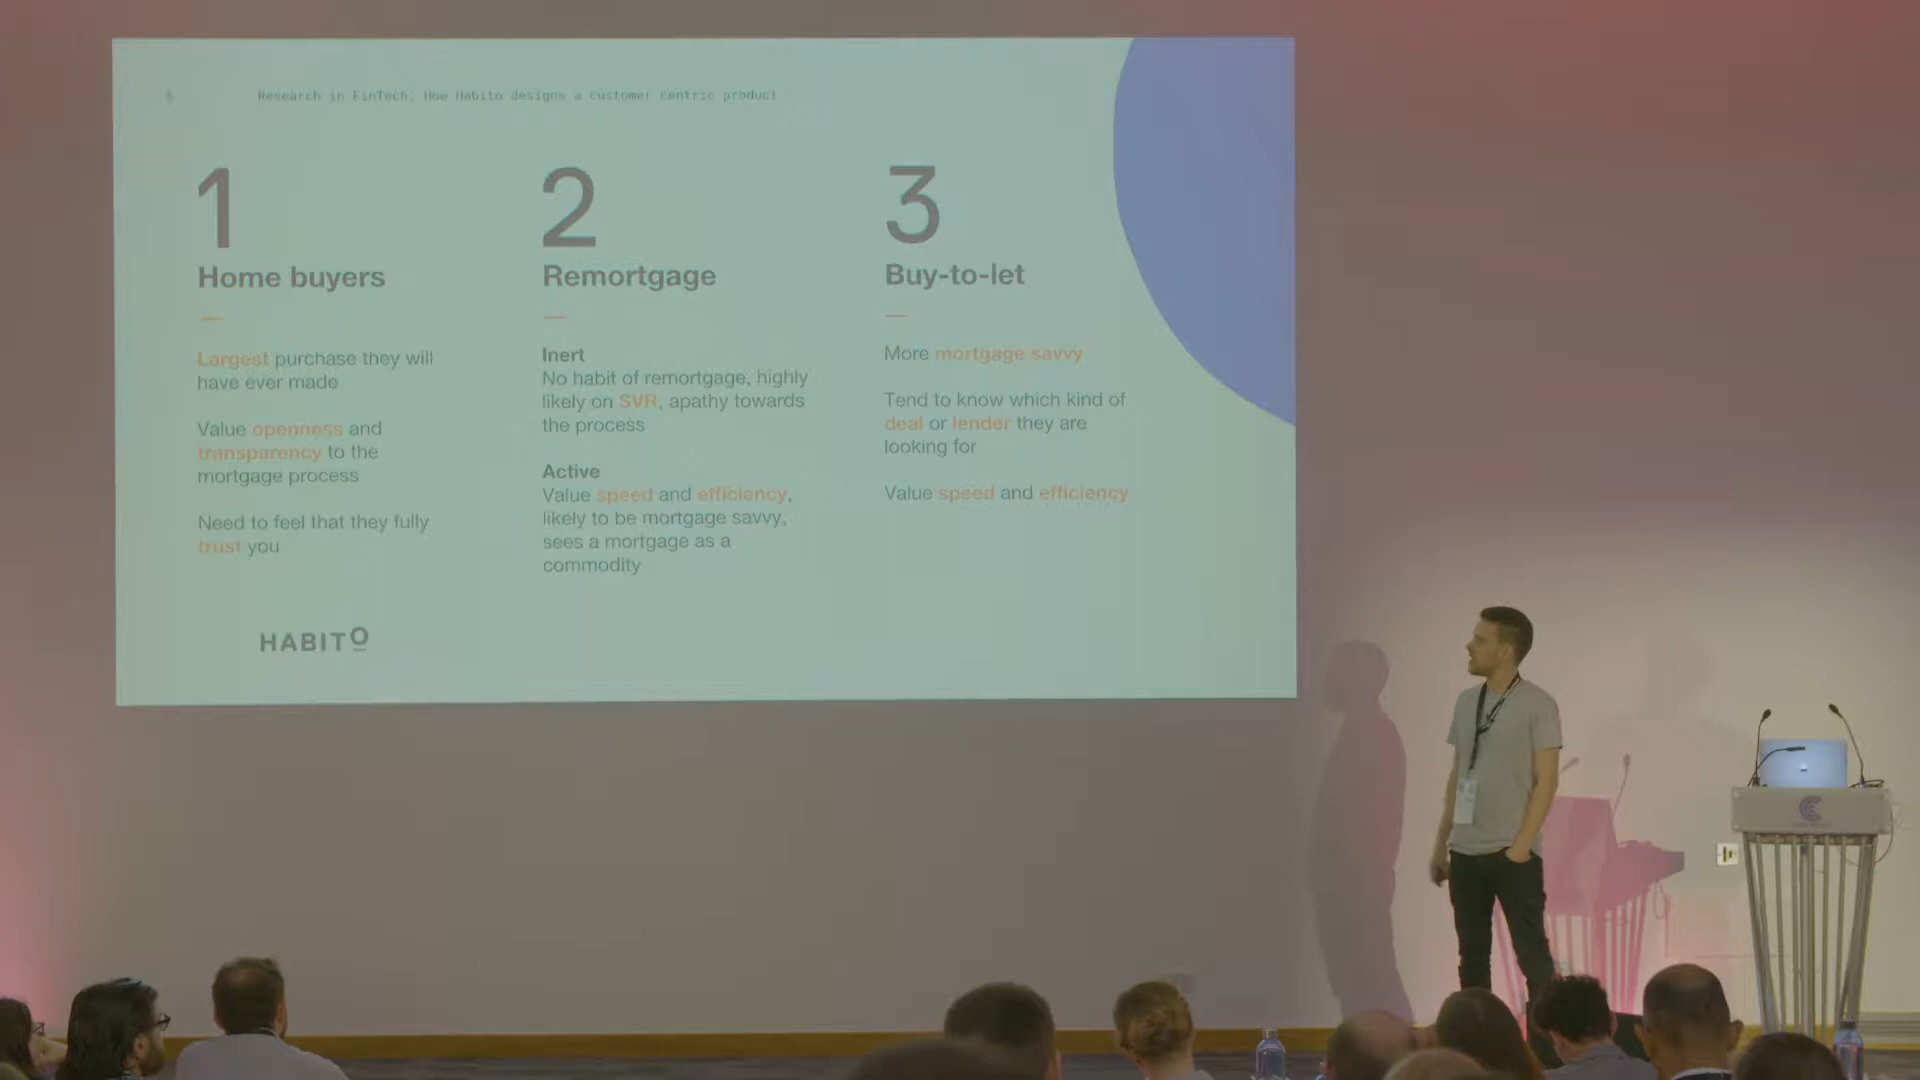 5
Research in FinTech: How Habito designs a customer centric product
1
Home buyers
Largest purchase they will
have ever made
Value openness and
transparency to the
mortgage process
Need to feel that they fully
trust you
2
Remortgage
Inert
No habit of remortgage, highly
likely on SVR, apathy towards
the process
Active
Value speed and efficiency,
likely to be mortgage savvy,
sees a mortgage as a
commodity
3
Buy-to-let
More mortgage savvy
Tend to know which kind of
deal or lender they are
looking for
Value speed and efficiency
HABITO